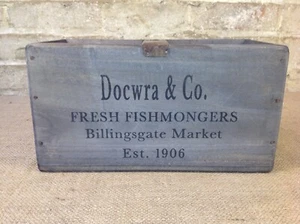 Docwra & Co.
FRESH FISHMONGERS
Billingsgate Market
Est. 1906